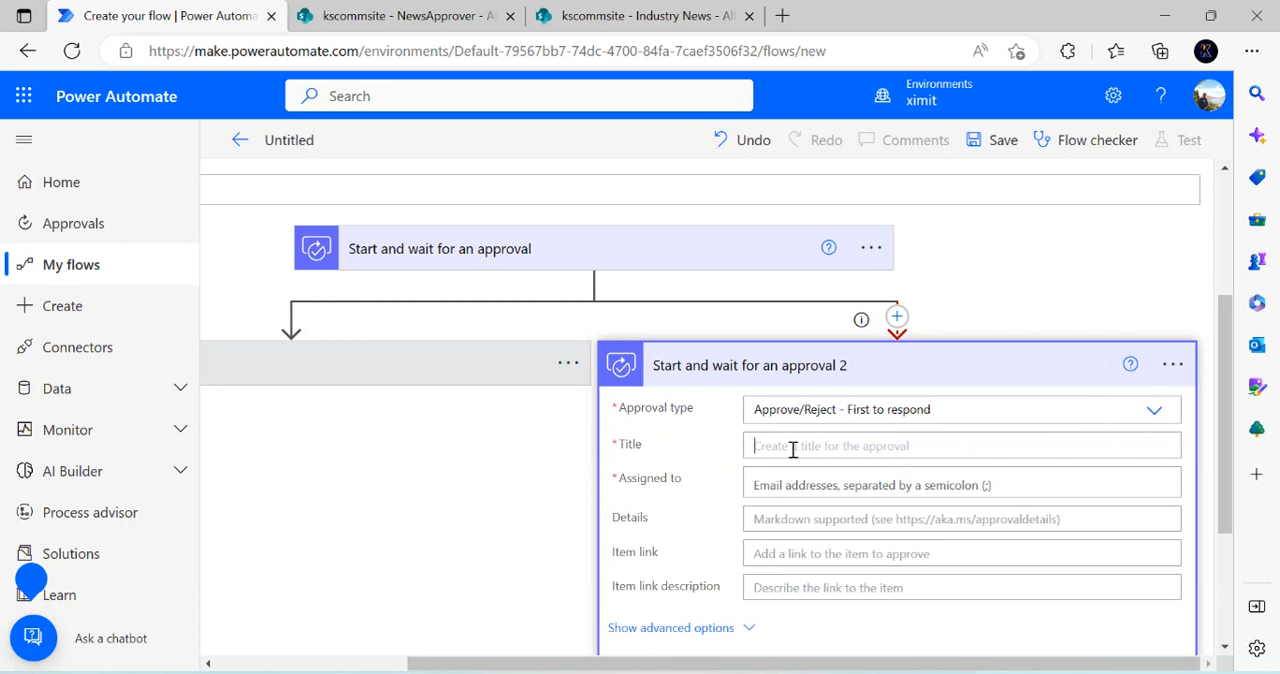 Create your flow | Power Automa
kscommsite - NewsApprover - Al
kscommsite - Industry News - All
https://make.powerautomate.com/environments/Default-79567bb7-74dc-4700-84fa-7caef3506f32/flows/new
Power Automate
Search
Environments
ximit
Untitled
Undo
Redo
Comments
Save
Flow checker
Test
Home
Approvals
My flows
Create
Connectors
Data
Monitor
AI Builder
Process advisor
Solutions
Learn
Ask a chatbot
Start and wait for an approval
Start and wait for an approval 2
* Approval type
Approve/Reject - First to respond
* Title
Create a title for the approval
* Assigned to
Email addresses, separated by a semicolon (;)
Details
Markdown supported (see https://aka.ms/approvaldetails)
Item link
Add a link to the item to approve
Item link description
Describe the link to the item
Show advanced options